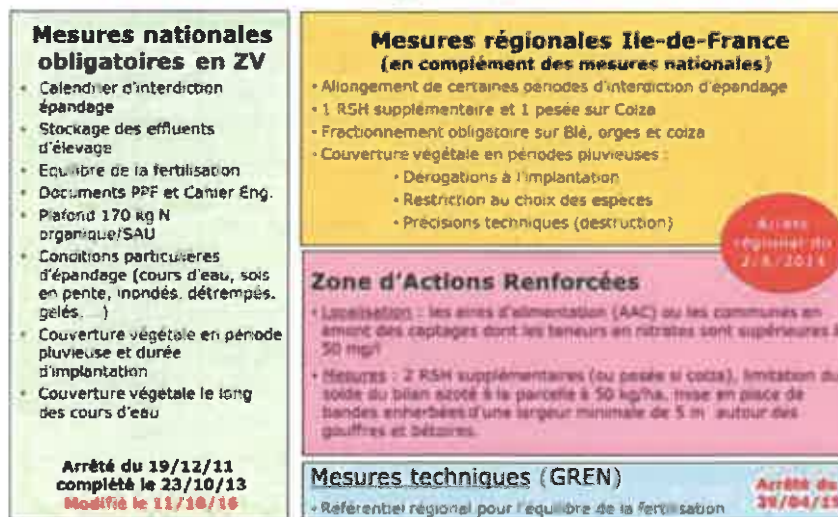 Mesures nationales
obligatoires en ZV
• Calendrier d'interdiction
épandage
• Stockage des effluents
d'élevage
• Equilibre de la fertilisation
• Documents PPF et Cahier Eng.
• Plafond 170 kg N
organique/SAU
• Conditions particulières
d'épandage (cours d'eau, sols
en pente, inondés, détrempés,
gelés, ...)
• Couverture végétale en période
pluvieuse et durée
d'implantation
• Couverture végétale le long
des cours d'eau
Arrêté du 19/12/11
complété le 23/10/13
Modifié le 11/10/16
Mesures régionales Ile-de-France
(en complément des mesures nationales)
• Allongement de certaines périodes d'interdiction d'épandage
• 1 RSH supplémentaire et 1 pesée sur Colza
• Fractionnement obligatoire sur Blé, orges et colza
• Couverture végétale en périodes pluvieuses :
• Dérogations à l'implantation
• Restriction au choix des espèces
• Précisions techniques (destruction)
Arrêté
régional du
2/6/2014
Zone d'Actions Renforcées
• Localisation : les aires d'alimentation (AAC) ou les communes en
amont des captages dont les teneurs en nitrates sont supérieures à
50 mg/l
• Mesures : 2 RSH supplémentaires (ou pesée si colza), limitation du
solde du bilan azoté à la parcelle à 50 kg/ha, mise en place de
bandes enherbées d'une largeur minimale de 5 m autour des
gouffres et bétoires.
Mesures techniques (GREN)
• Référentiel régional pour l'équilibre de la fertilisation
Arrêté du